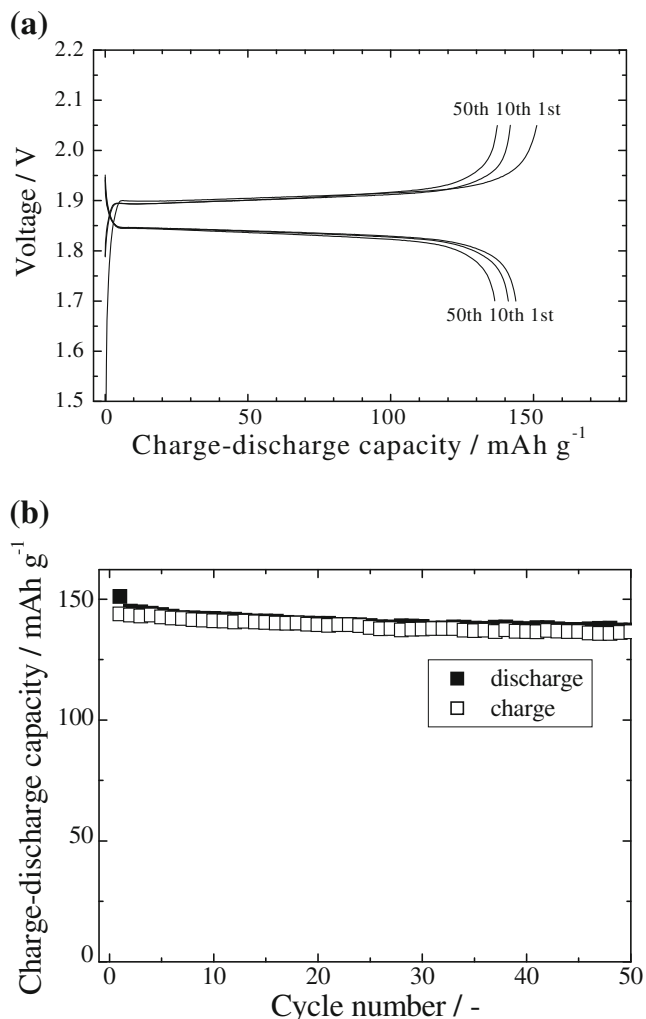 (a)
2.2
2.1
2.0
1.9
1.8
1.7
1.6
1.5
Voltage / V
50th 10th 1st
50th 10th 1st
0
50
100
150
Charge-discharge capacity / mAh g⁻¹
(b)
150
100
50
0
Charge-discharge capacity / mAh g⁻¹
discharge
charge
0
10
20
30
40
50
Cycle number / -